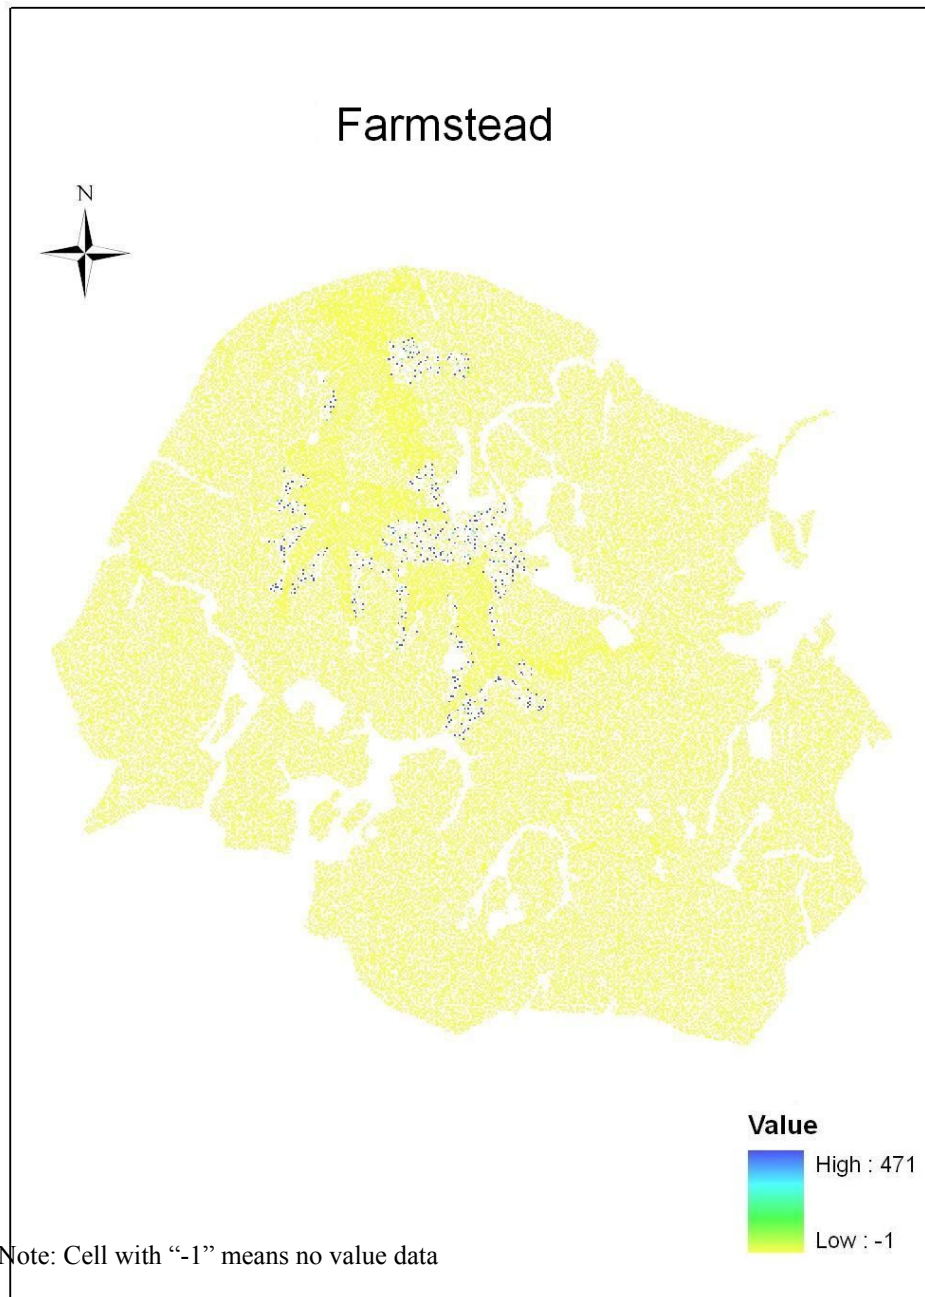 Farmstead
N
Value
High : 471
Low : -1
Note: Cell with “-1” means no value data